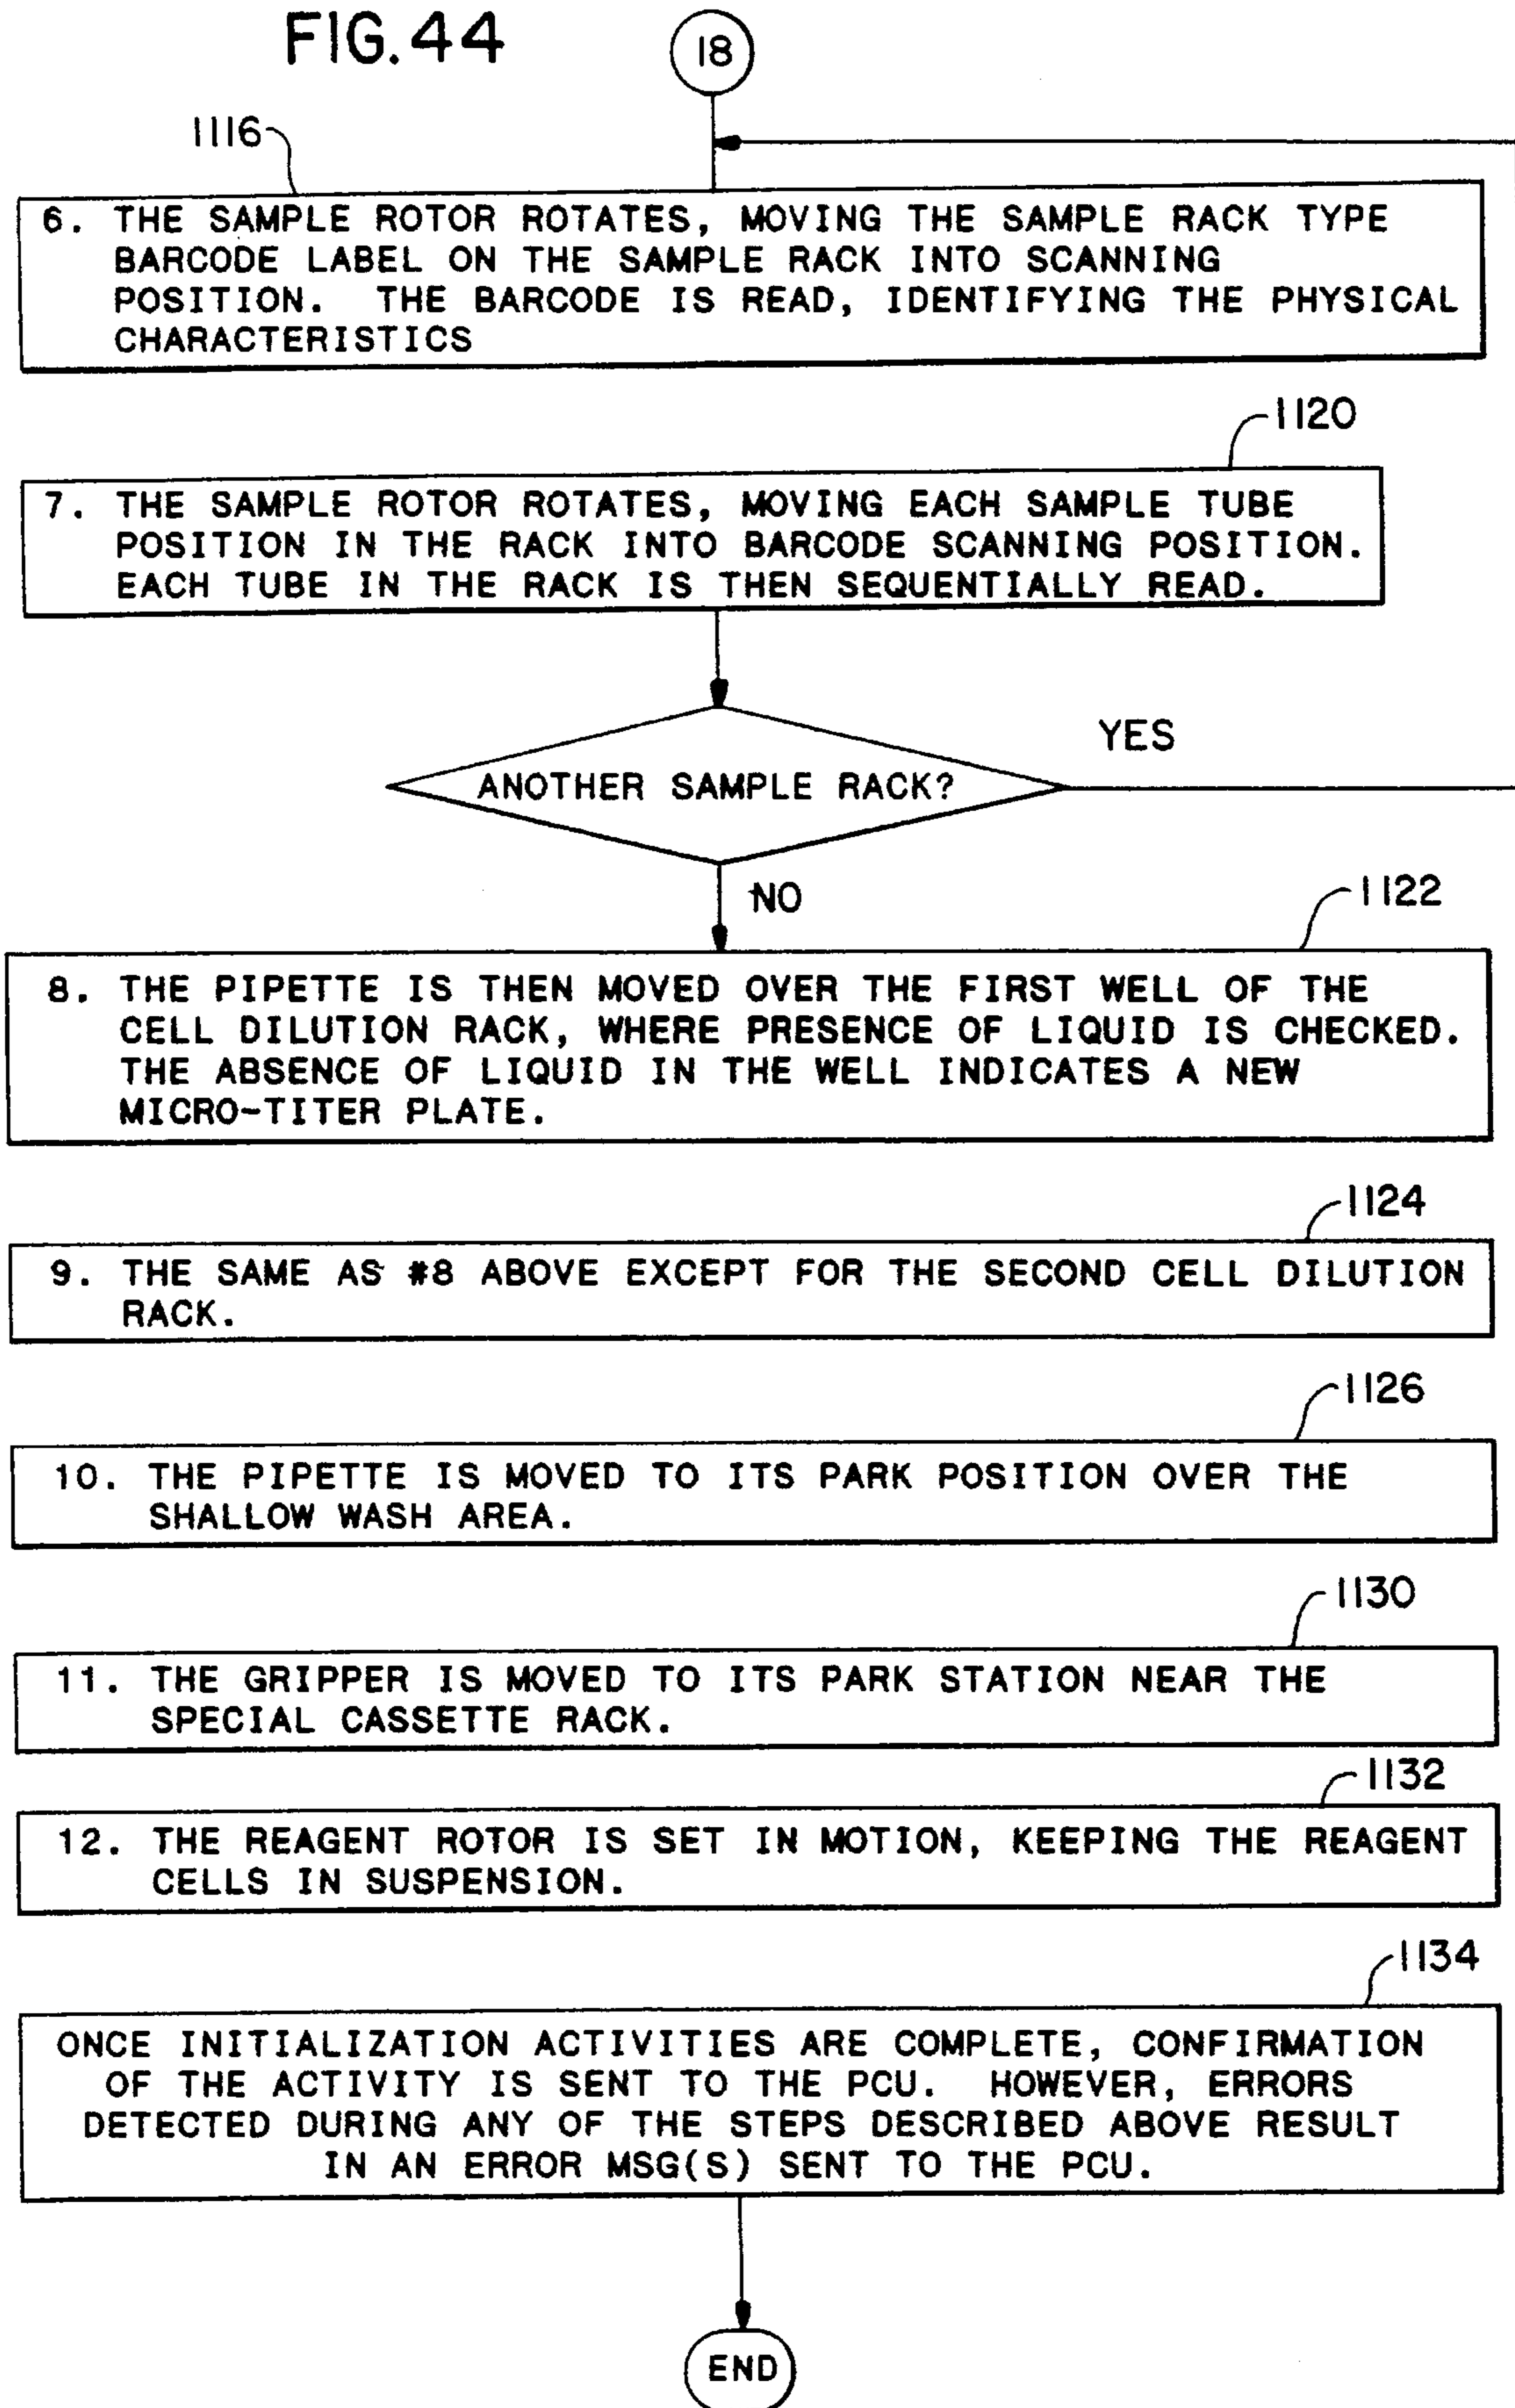 FIG. 44
18
1116
6. THE SAMPLE ROTOR ROTATES, MOVING THE SAMPLE RACK TYPE
BARCODE LABEL ON THE SAMPLE RACK INTO SCANNING
POSITION. THE BARCODE IS READ, IDENTIFYING THE PHYSICAL
CHARACTERISTICS
1120
7. THE SAMPLE ROTOR ROTATES, MOVING EACH SAMPLE TUBE
POSITION IN THE RACK INTO BARCODE SCANNING POSITION.
EACH TUBE IN THE RACK IS THEN SEQUENTIALLY READ.
YES
ANOTHER SAMPLE RACK?
NO
1122
8. THE PIPETTE IS THEN MOVED OVER THE FIRST WELL OF THE
CELL DILUTION RACK, WHERE PRESENCE OF LIQUID IS CHECKED.
THE ABSENCE OF LIQUID IN THE WELL INDICATES A NEW
MICRO-TITER PLATE.
1124
9. THE SAME AS #8 ABOVE EXCEPT FOR THE SECOND CELL DILUTION
RACK.
1126
10. THE PIPETTE IS MOVED TO ITS PARK POSITION OVER THE
SHALLOW WASH AREA.
1130
11. THE GRIPPER IS MOVED TO ITS PARK STATION NEAR THE
SPECIAL CASSETTE RACK.
1132
12. THE REAGENT ROTOR IS SET IN MOTION, KEEPING THE REAGENT
CELLS IN SUSPENSION.
1134
ONCE INITIALIZATION ACTIVITIES ARE COMPLETE, CONFIRMATION
OF THE ACTIVITY IS SENT TO THE PCU. HOWEVER, ERRORS
DETECTED DURING ANY OF THE STEPS DESCRIBED ABOVE RESULT
IN AN ERROR MSG(S) SENT TO THE PCU.
END